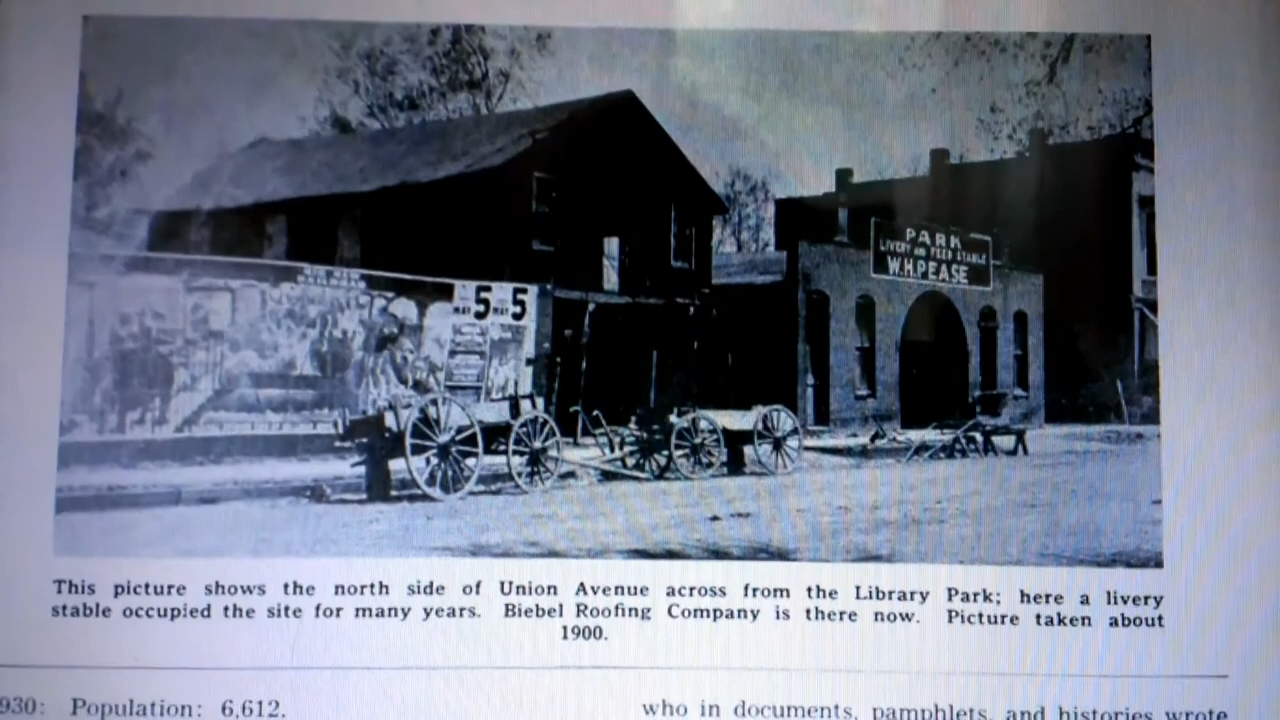 PARK
LIVERY AND FEED STABLE
W.H.PEASE
MAY 5 MAY 5
This picture shows the north side of Union Avenue across from the Library Park; here a livery
stable occupied the site for many years. Biebel Roofing Company is there now. Picture taken about
1900.
930: Population: 6,612.
who in documents, pamphlets, and histories wrote